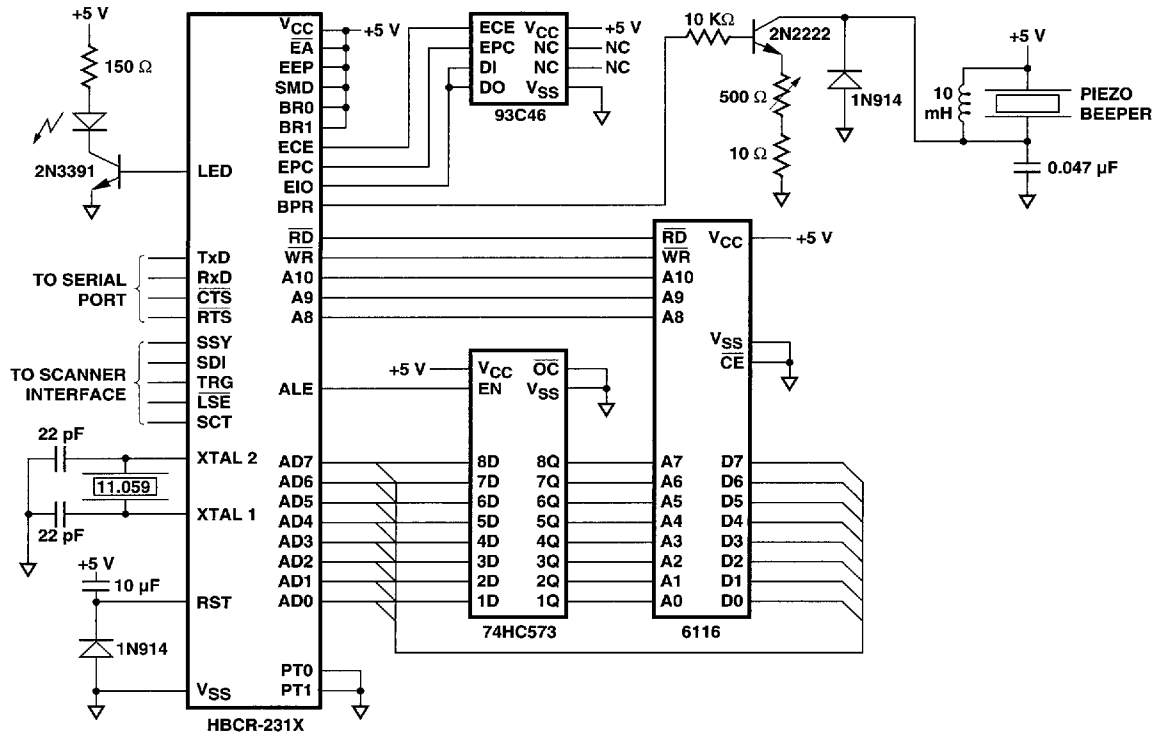 +5 V
150 Ω
2N3391
LED
TO SERIAL
PORT
TxD
RxD
CTS
RTS
TO SCANNER
INTERFACE
SSY
SDI
TRG
LSE
SCT
22 pF
XTAL 2
11.059
XTAL 1
22 pF
+5 V
10 µF
RST
1N914
VSS
VCC
+5 V
EA
EEP
SMD
BR0
BR1
ECE
EPC
EIO
BPR
RD
WR
A10
A9
A8
ALE
AD7
AD6
AD5
AD4
AD3
AD2
AD1
AD0
PT0
PT1
HBCR-231X
ECE
EPC
DI
DO
VCC
NC
NC
VSS
+5 V
NC
NC
93C46
10 KΩ
2N2222
500 Ω
10 Ω
1N914
+5 V
10
mH
PIEZO
BEEPER
0.047 µF
+5 V
VCC
EN
OC
VSS
8D
7D
6D
5D
4D
3D
2D
1D
8Q
7Q
6Q
5Q
4Q
3Q
2Q
1Q
74HC573
RD
WR
A10
A9
A8
VCC
+5 V
VSS
CE
A7
A6
A5
A4
A3
A2
A1
A0
D7
D6
D5
D4
D3
D2
D1
D0
6116